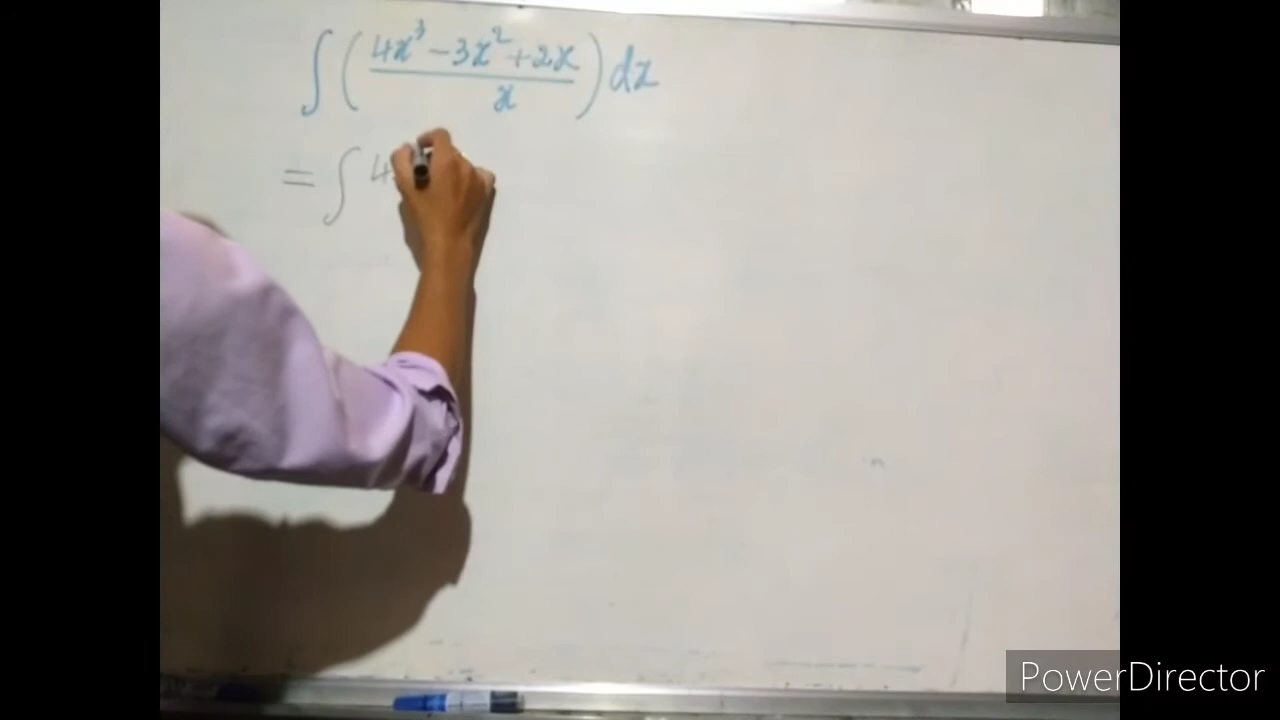 ∫ ( (4x³ − 3x² + 2x) / x ) dx
= ∫ 4
PowerDirector